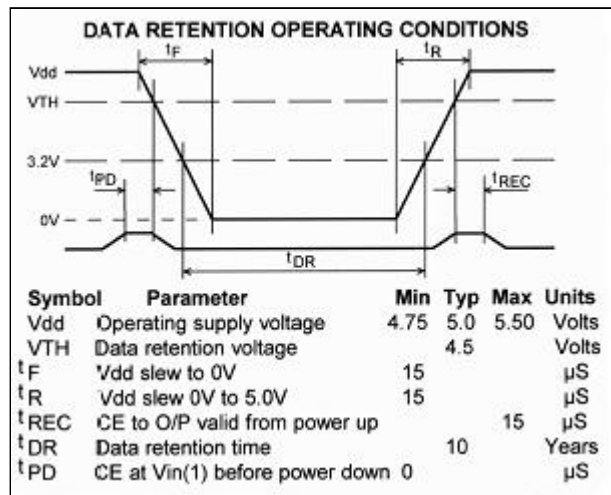 DATA RETENTION OPERATING CONDITIONS
tF
tR
Vdd
VTH
3.2V
tPD
tREC
0V
tDR
Symbol Parameter Min Typ Max Units
Vdd Operating supply voltage 4.75 5.0 5.50 Volts
VTH Data retention voltage 4.5 Volts
tF Vdd slew to 0V 15 µS
tR Vdd slew 0V to 5.0V 15 µS
tREC CE to O/P valid from power up 15 µS
tDR Data retention time 10 Years
tPD CE at Vin(1) before power down 0 µS